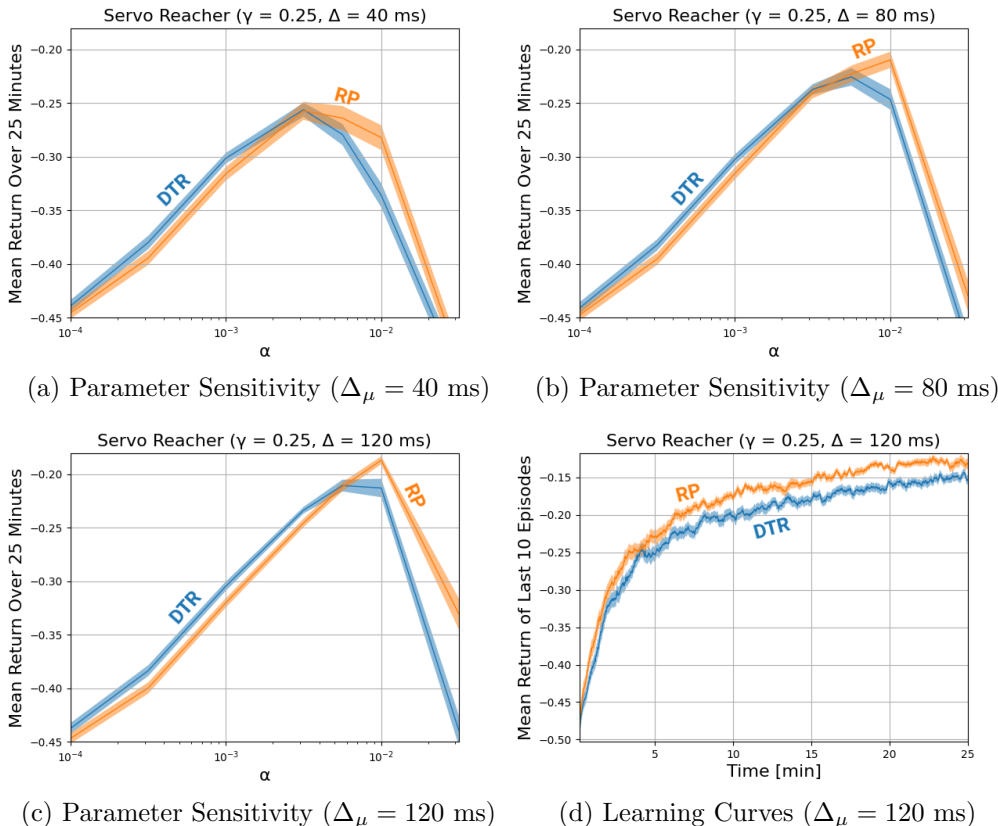 Servo Reacher (γ = 0.25, Δ = 40 ms)
Mean Return Over 25 Minutes
−0.20
−0.25
−0.30
−0.35
−0.40
−0.45
DTR
RP
10⁻⁴
10⁻³
10⁻²
α
(a) Parameter Sensitivity (Δμ = 40 ms)
Servo Reacher (γ = 0.25, Δ = 80 ms)
Mean Return Over 25 Minutes
−0.20
−0.25
−0.30
−0.35
−0.40
−0.45
DTR
RP
10⁻⁴
10⁻³
10⁻²
α
(b) Parameter Sensitivity (Δμ = 80 ms)
Servo Reacher (γ = 0.25, Δ = 120 ms)
Mean Return Over 25 Minutes
−0.20
−0.25
−0.30
−0.35
−0.40
−0.45
DTR
RP
10⁻⁴
10⁻³
10⁻²
α
(c) Parameter Sensitivity (Δμ = 120 ms)
Servo Reacher (γ = 0.25, Δ = 120 ms)
Mean Return of Last 10 Episodes
−0.15
−0.20
−0.25
−0.30
−0.35
−0.40
−0.45
−0.50
RP
DTR
5
10
15
20
25
Time [min]
(d) Learning Curves (Δμ = 120 ms)